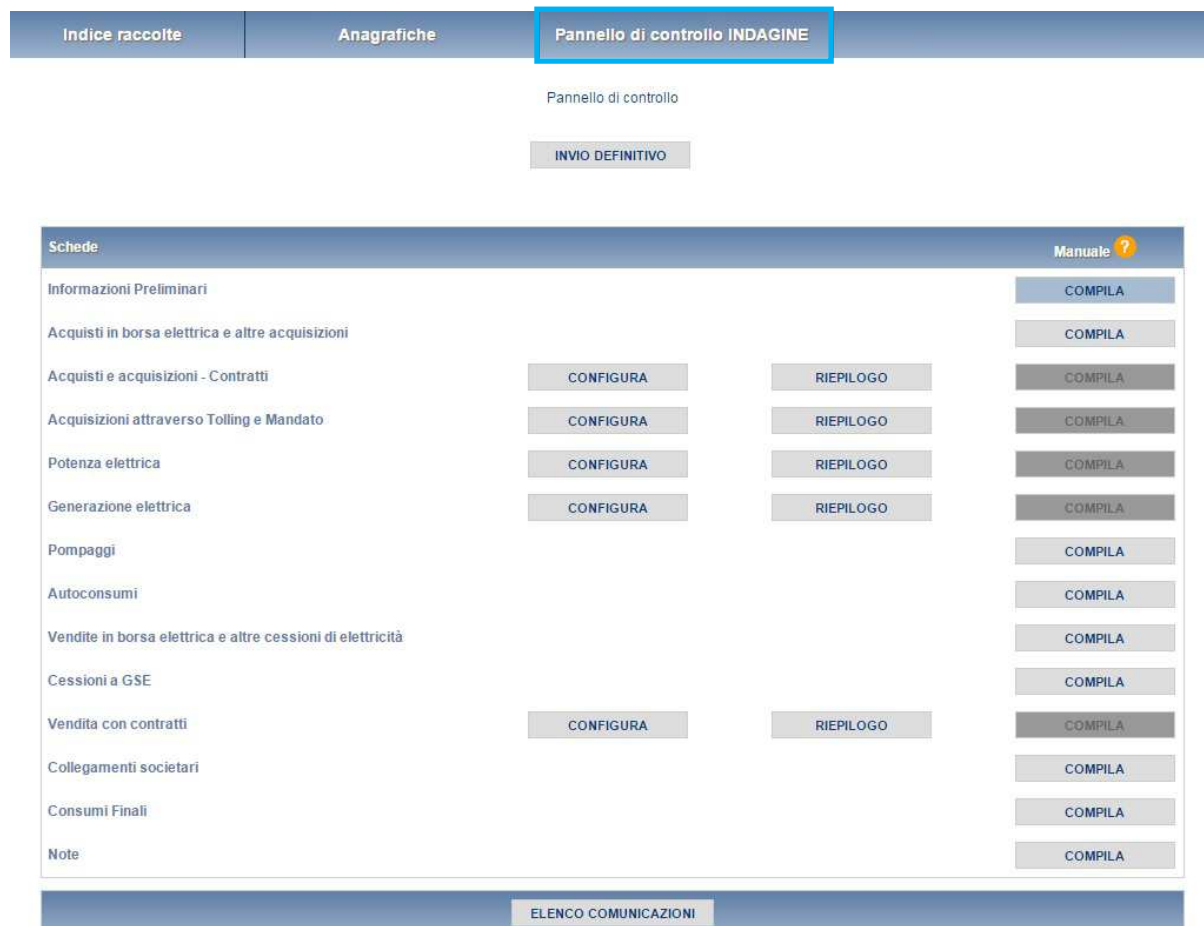 Indice raccolte Anagrafiche Pannello di controllo INDAGINE
Pannello di controllo
INVIO DEFINITIVO
Schede Manuale ?
Informazioni Preliminari COMPILA
Acquisti in borsa elettrica e altre acquisizioni COMPILA
Acquisti e acquisizioni - Contratti CONFIGURA RIEPILOGO COMPILA
Acquisizioni attraverso Tolling e Mandato CONFIGURA RIEPILOGO COMPILA
Potenza elettrica CONFIGURA RIEPILOGO COMPILA
Generazione elettrica CONFIGURA RIEPILOGO COMPILA
Pompaggi COMPILA
Autoconsumi COMPILA
Vendite in borsa elettrica e altre cessioni di elettricità COMPILA
Cessioni a GSE COMPILA
Vendita con contratti CONFIGURA RIEPILOGO COMPILA
Collegamenti societari COMPILA
Consumi Finali COMPILA
Note COMPILA
ELENCO COMUNICAZIONI